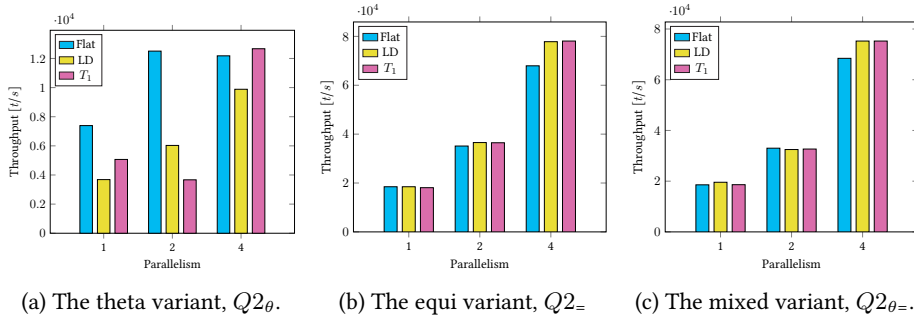 ·10⁴
Throughput [t/s]
1.2
1
0.8
0.6
0.4
0.2
0
Flat
LD
T₁
1 2 4
Parallelism
(a) The theta variant, Q2θ.
·10⁴
Throughput [t/s]
8
6
4
2
0
Flat
LD
T₁
1 2 4
Parallelism
(b) The equi variant, Q2₌
·10⁴
Throughput [t/s]
8
6
4
2
0
Flat
LD
T₁
1 2 4
Parallelism
(c) The mixed variant, Q2θ₌.